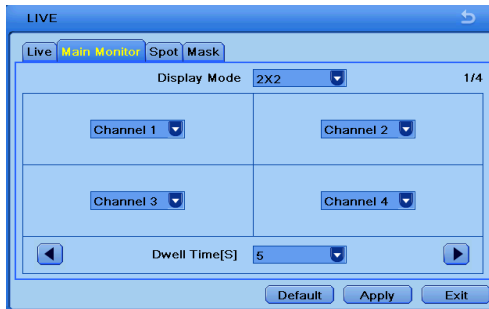 LIVE
Live Main Monitor Spot Mask
Display Mode 2X2 1/4
Channel 1 Channel 2
Channel 3 Channel 4
Dwell Time[S] 5
Default Apply Exit